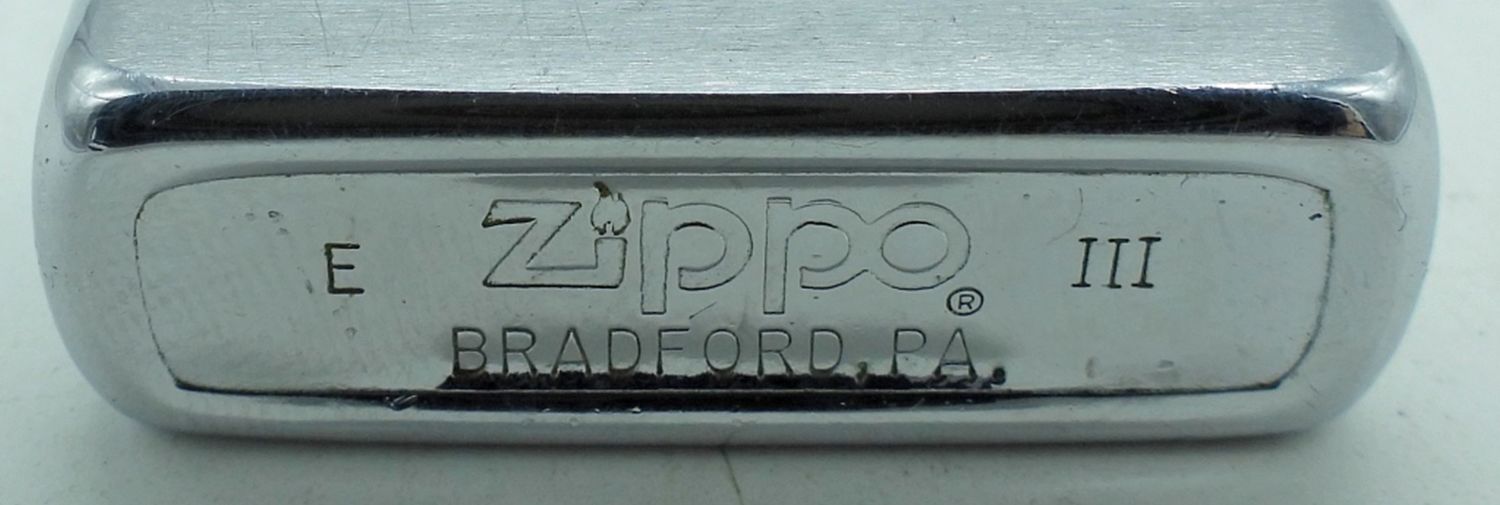 E Zippo ® III
BRADFORD, PA.